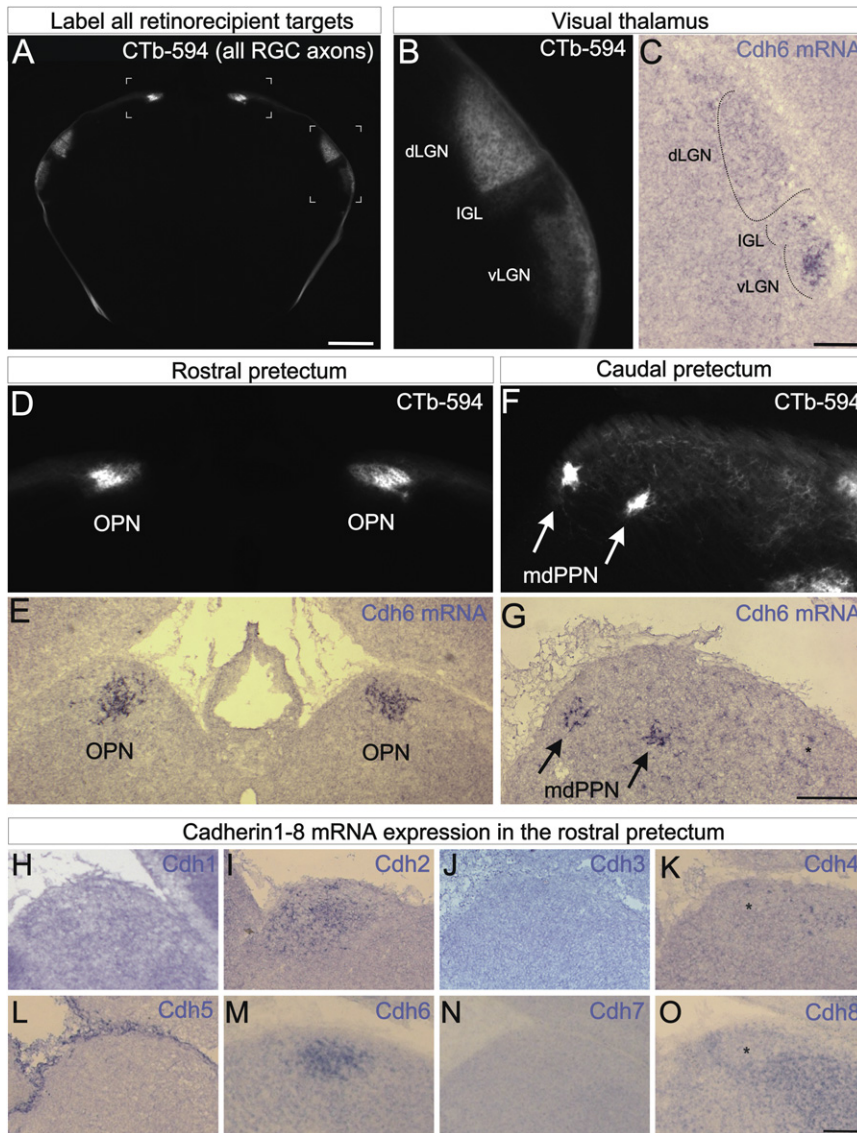 Label all retinorecipient targets
Visual thalamus
A
CTb-594 (all RGC axons)
B
CTb-594
dLGN
IGL
vLGN
C
Cdh6 mRNA
dLGN
IGL
vLGN
Rostral pretectum
Caudal pretectum
D
CTb-594
OPN
OPN
F
CTb-594
mdPPN
E
Cdh6 mRNA
OPN
OPN
G
Cdh6 mRNA
*
mdPPN
Cadherin1-8 mRNA expression in the rostral pretectum
H
Cdh1
I
Cdh2
*
J
Cdh3
K
Cdh4
*
L
Cdh5
M
Cdh6
N
Cdh7
O
Cdh8
*